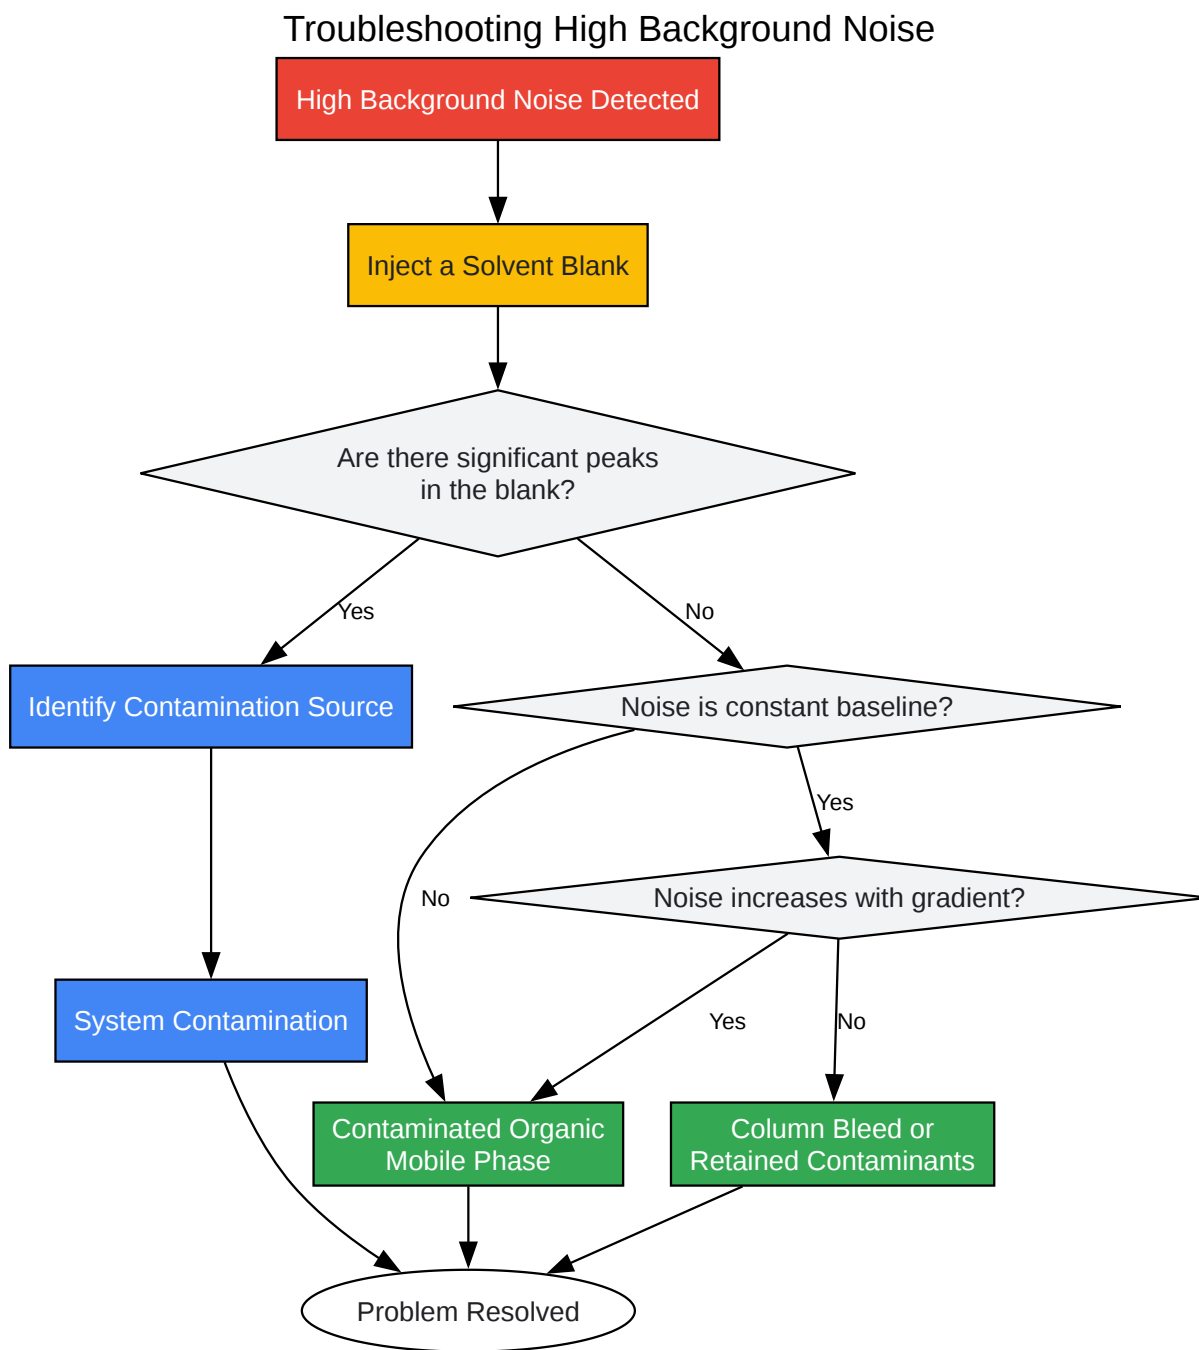 Troubleshooting High Background Noise
High Background Noise Detected
Inject a Solvent Blank
Are there significant peaks
in the blank?
Yes
No
Identify Contamination Source
Noise is constant baseline?
Yes
No
Noise increases with gradient?
System Contamination
Yes
No
Contaminated Organic
Mobile Phase
Column Bleed or
Retained Contaminants
Problem Resolved